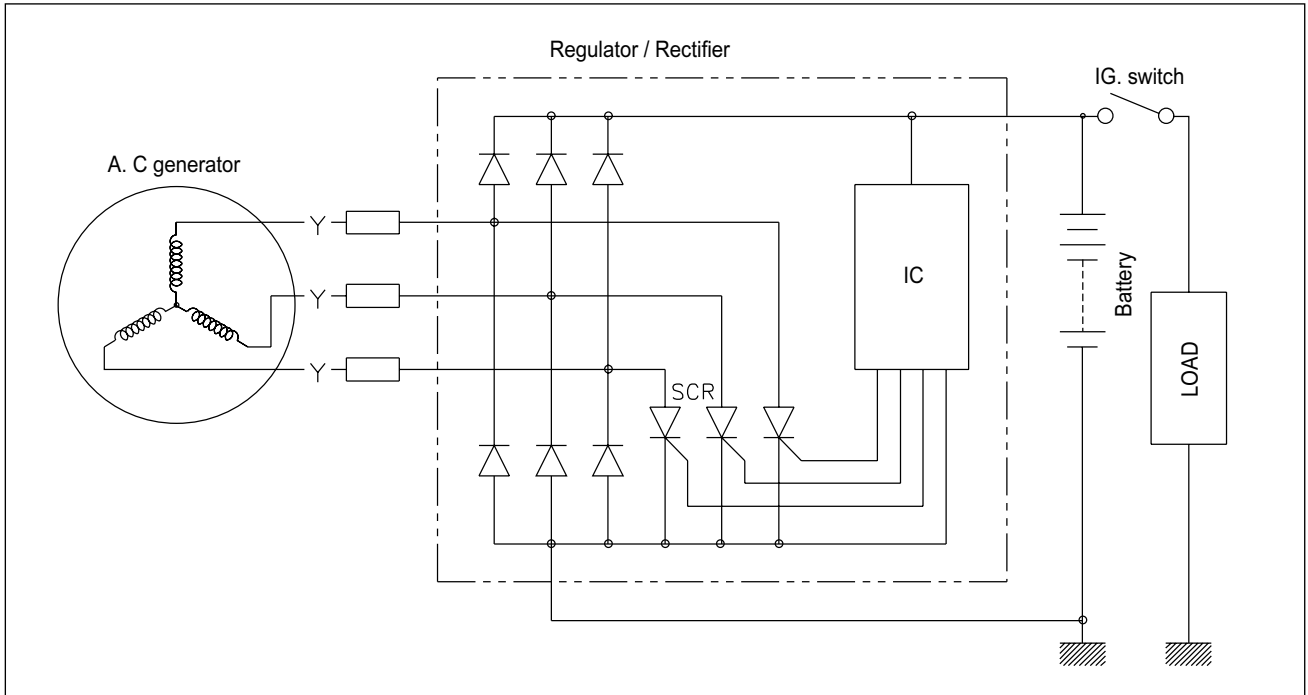 Regulator / Rectifier
IG. switch
A. C generator
Y
Y
IC
Battery
Y
LOAD
SCR